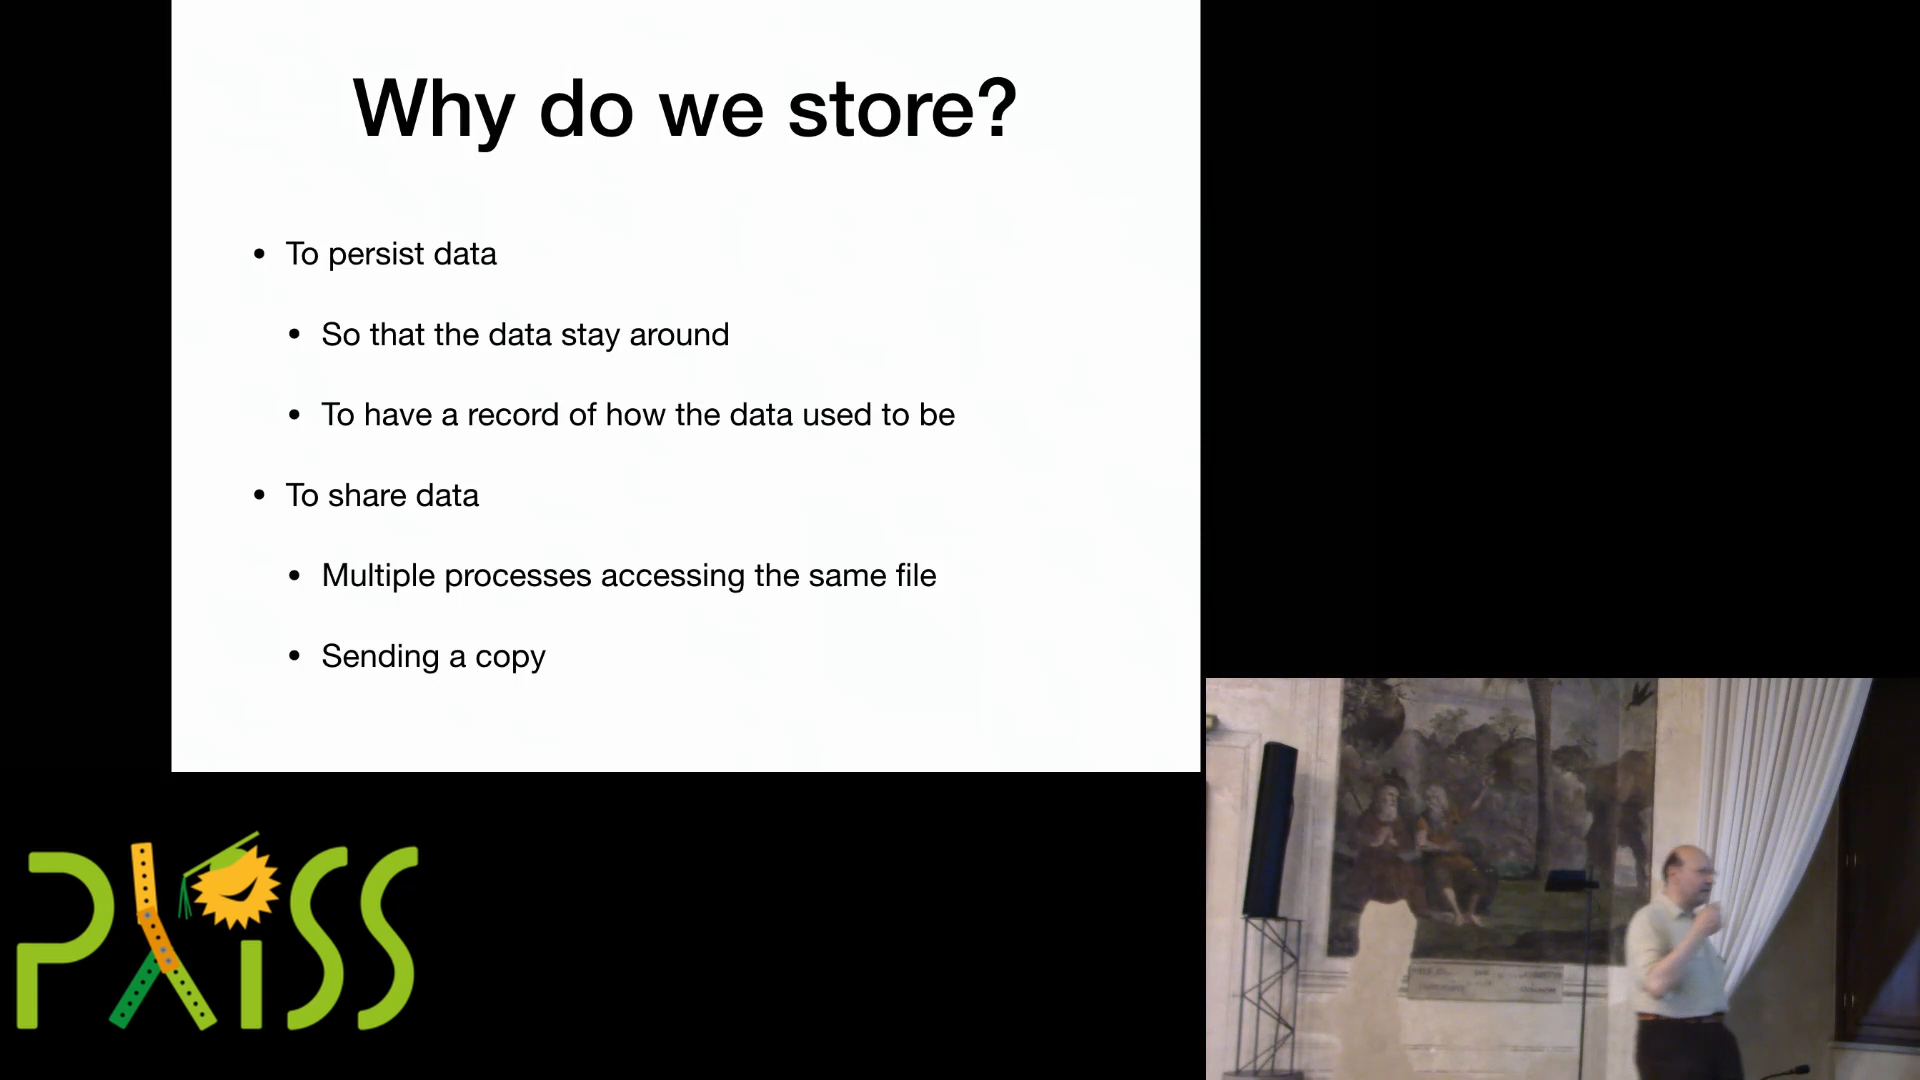 Why do we store?
• To persist data
• So that the data stay around
• To have a record of how the data used to be
• To share data
• Multiple processes accessing the same file
• Sending a copy
PLISS